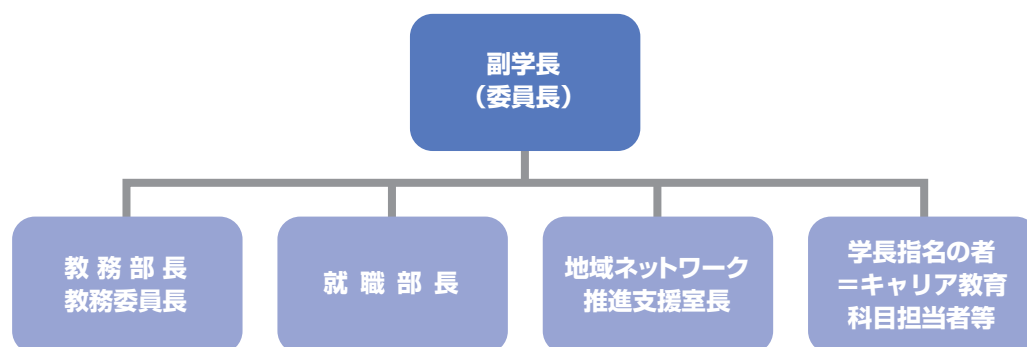 副学長
（委員長）
教務部長
教務委員長
就職部長
地域ネットワーク
推進支援室長
学長指名の者
＝キャリア教育
科目担当者等